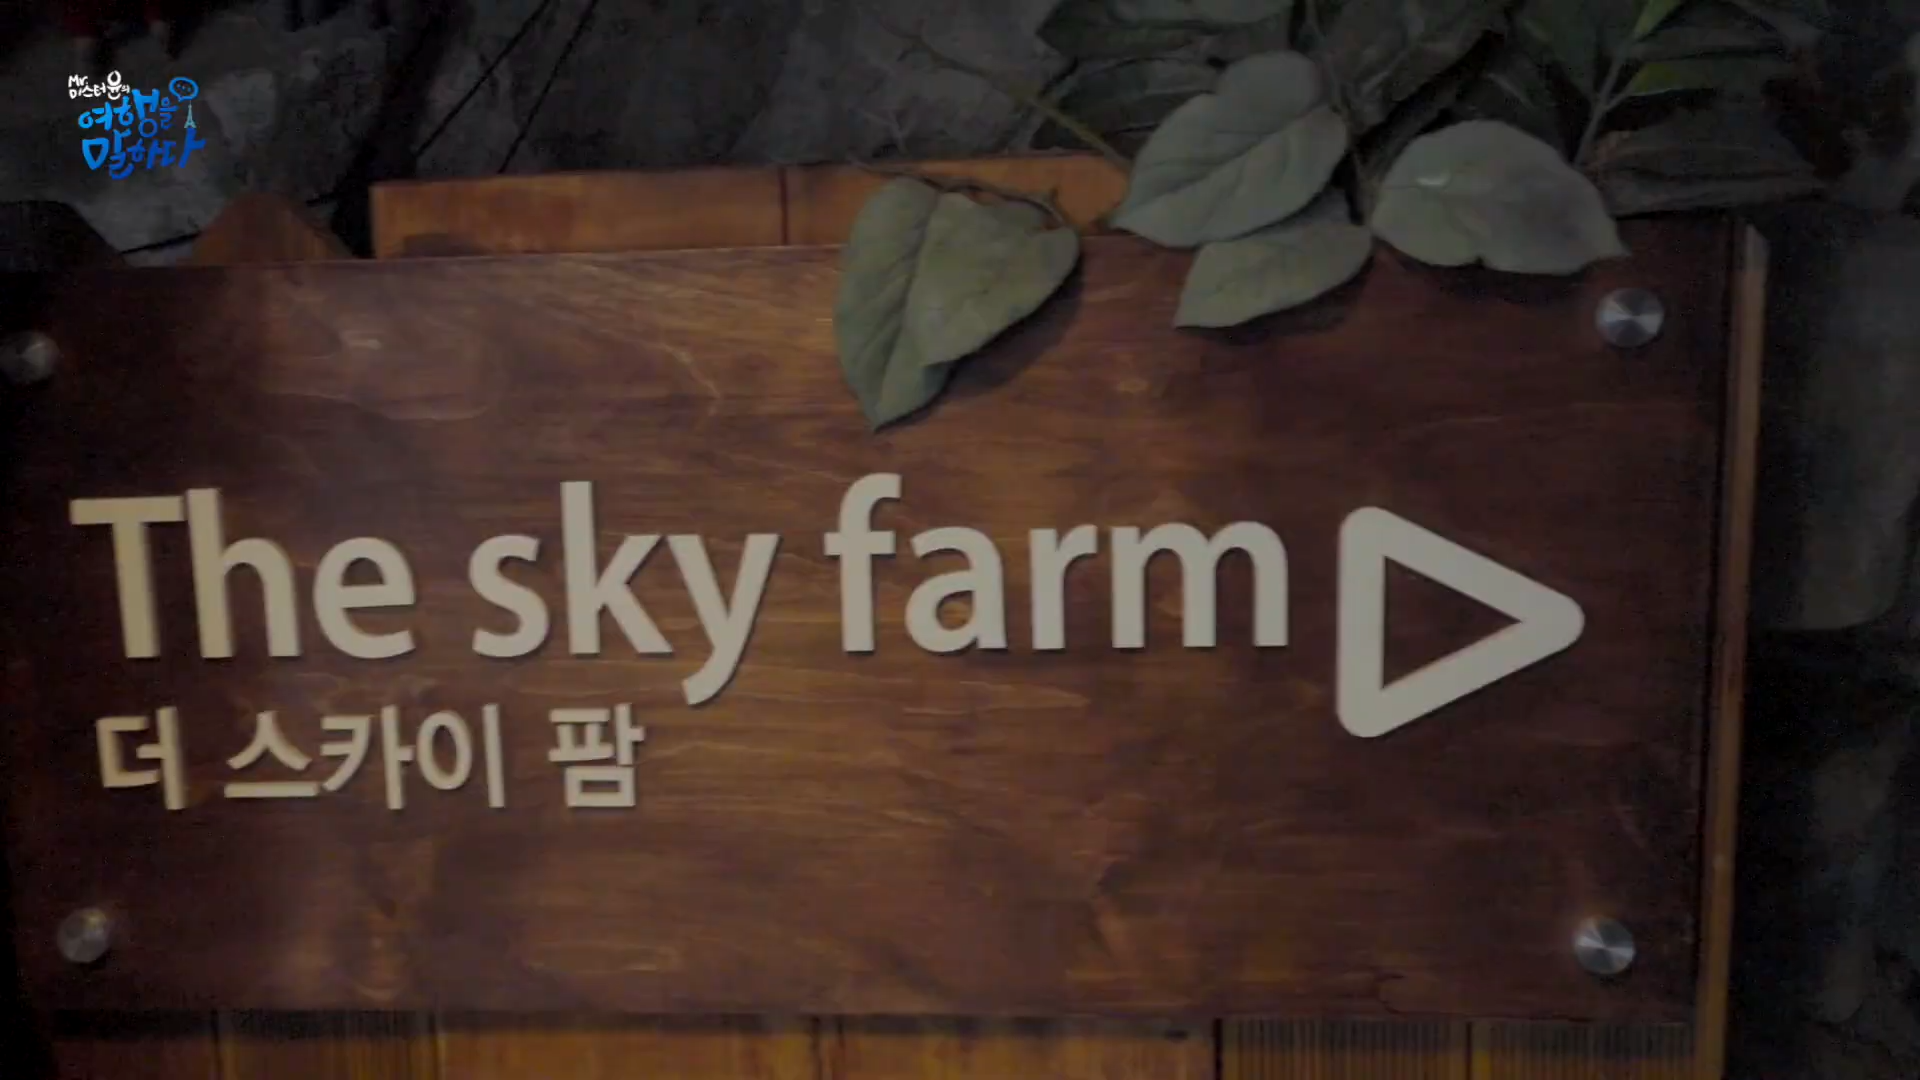 Mr.
미스터윤의
여행을
말하다
The sky farm
더 스카이 팜